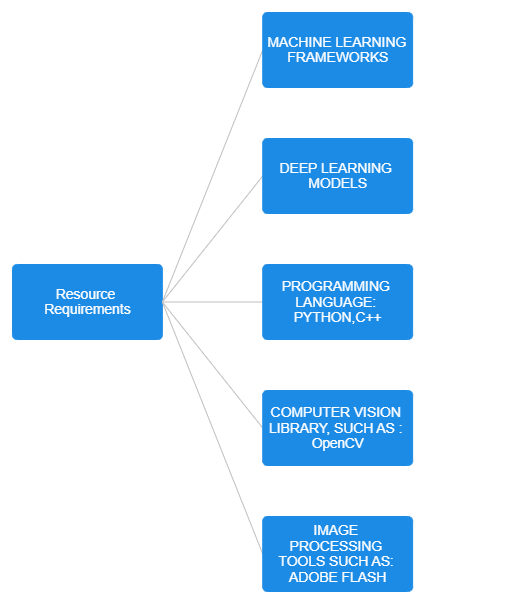 MACHINE LEARNING
FRAMEWORKS
DEEP LEARNING
MODELS
Resource
Requirements
PROGRAMMING
LANGUAGE:
PYTHON,C++
COMPUTER VISION
LIBRARY, SUCH AS :
OpenCV
IMAGE
PROCESSING
TOOLS SUCH AS:
ADOBE FLASH